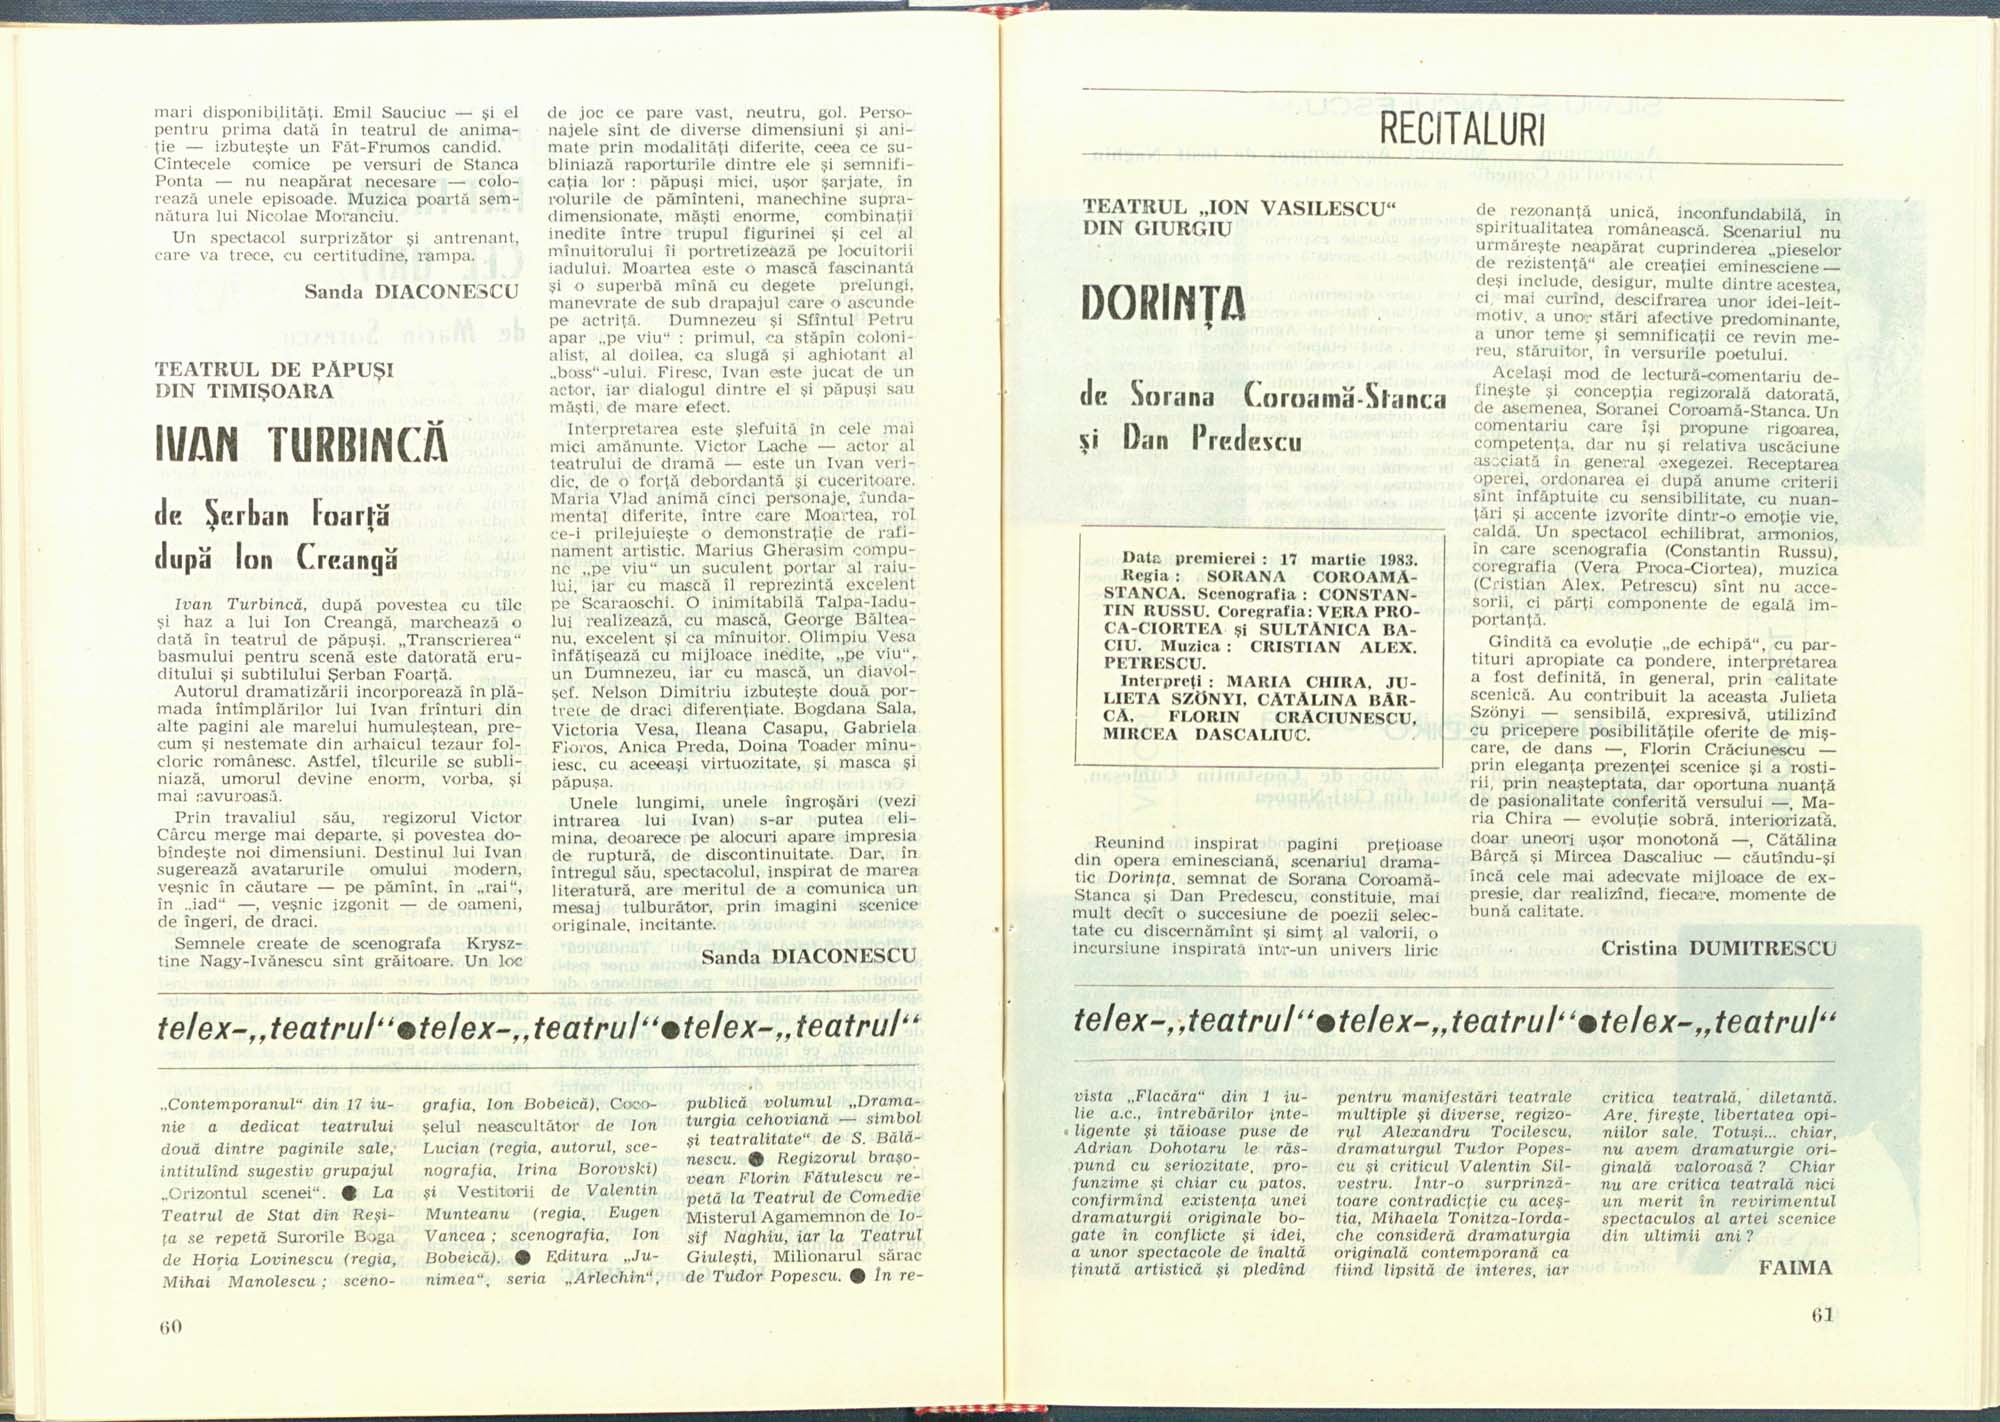 mari disponibilități. Emil Sauciuc — și el
pentru prima dată în teatrul de anima-
ție — izbutește un Făt-Frumos candid.
Cîntecele comice pe versuri de Stanca
Ponta — nu neapărat necesare — colo-
rează unele episoade. Muzica poartă sem-
nătura lui Nicolae Moranciu.
Un spectacol surprizător și antrenant,
care va trece, cu certitudine, rampa.
Sanda DIACONESCU
TEATRUL DE PĂPUȘI
DIN TIMIȘOARA
IVAN TURBINCĂ
de Șerban Foarță
după Ion Creangă
Ivan Turbincă, după povestea cu tîlc
și haz a lui Ion Creangă, marchează o
dată în teatrul de păpuși. „Transcrierea“
basmului pentru scenă este datorată eru-
ditului și subtilului Șerban Foarță.
Autorul dramatizării incorporează în plă-
mada întîmplărilor lui Ivan frînturi din
alte pagini ale marelui humuleștean, pre-
cum și nestemate din arhaicul tezaur fol-
cloric românesc. Astfel, tîlcurile se subli-
niază, umorul devine enorm, vorba, și
mai savuroasă.
Prin travaliul său, regizorul Victor
Cârcu merge mai departe, și povestea do-
bîndește noi dimensiuni. Destinul lui Ivan
sugerează avatarurile omului modern,
veșnic în căutare — pe pămînt, în „rai“,
în „iad“ —, veșnic izgonit — de oameni,
de îngeri, de draci.
Semnele create de scenografa Krysz-
tine Nagy-Ivănescu sînt grăitoare. Un loc
de joc ce pare vast, neutru, gol. Perso-
najele sînt de diverse dimensiuni și ani-
mate prin modalități diferite, ceea ce su-
bliniază raporturile dintre ele și semnifi-
cația lor : păpuși mici, ușor șarjate, în
rolurile de pămînteni, manechine supra-
dimensionate, măști enorme, combinații
inedite între trupul figurinei și cel al
mînuitorului îi portretizează pe locuitorii
iadului. Moartea este o mască fascinantă
și o superbă mînă cu degete prelungi,
manevrate de sub drapajul care o ascunde
pe actriță. Dumnezeu și Sfîntul Petru
apar „pe viu“ : primul, ca stăpîn coloni-
alist, al doilea, ca slugă și aghiotant al
„boss“-ului. Firesc, Ivan este jucat de un
actor, iar dialogul dintre el și păpuși sau
măști, de mare efect.
Interpretarea este șlefuită în cele mai
mici amănunte. Victor Lache — actor al
teatrului de dramă — este un Ivan veri-
dic, de o forță debordantă și cuceritoare.
Maria Vlad animă cinci personaje, funda-
mental diferite, între care Moartea, rol
ce-i prilejuiește o demonstrație de rafi-
nament artistic. Marius Gherasim compu-
ne „pe viu“ un suculent portar al raiu-
lui, iar cu mască îl reprezintă excelent
pe Scaraoschi. O inimitabilă Talpa-Iadu-
lui realizează, cu mască, George Băltea-
nu, excelent și ca mînuitor. Olimpiu Vesa
înfățișează cu mijloace inedite, „pe viu“,
un Dumnezeu, iar cu mască, un diavol-
șef. Nelson Dimitriu izbutește două por-
trete de draci diferențiate. Bogdana Sala,
Victoria Vesa, Ileana Casapu, Gabriela
Fioros, Anica Preda, Doina Toader mînu-
iesc, cu aceeași virtuozitate, și masca și
păpușa.
Unele lungimi, unele îngroșări (vezi
intrarea lui Ivan) s-ar putea eli-
mina, deoarece pe alocuri apare impresia
de ruptură, de discontinuitate. Dar, în
întregul său, spectacolul, inspirat de marea
literatură, are meritul de a comunica un
mesaj tulburător, prin imagini scenice
originale, incitante.
Sanda DIACONESCU
telex-„teatrul“●telex-„teatrul“●telex-„teatrul“
„Contemporanul“ din 17 iu-
nie a dedicat teatrului
două dintre paginile sale,
intitulînd sugestiv grupajul
„Orizontul scenei“. ● La
Teatrul de Stat din Reși-
ța se repetă Surorile Boga
de Horia Lovinescu (regia,
Mihai Manolescu ; sceno-
grafia, Ion Bobeică), Coco-
șelul neascultător de Ion
Lucian (regia, autorul, sce-
nografia, Irina Borovski)
și Vestitorii de Valentin
Munteanu (regia, Eugen
Vancea ; scenografia, Ion
Bobeică). ● Editura „Ju-
nimea“, seria „Arlechin“,
publică volumul „Drama-
turgia cehoviană — simbol
și teatralitate“ de S. Bălă-
nescu. ● Regizorul brașo-
vean Florin Fătulescu re-
petă la Teatrul de Comedie
Misterul Agamemnon de Io-
sif Naghiu, iar la Teatrul
Giulești, Milionarul sărac
de Tudor Popescu. ● În re-
60
RECITALURI
TEATRUL „ION VASILESCU“
DIN GIURGIU
DORINȚA
de Sorana Coroamă-Stanca
și Dan Predescu
Data premierei : 17 martie 1983.
Regia : SORANA COROAMĂ-
STANCA. Scenografia : CONSTAN-
TIN RUSSU. Coregrafia: VERA PRO-
CA-CIORTEA și SULTĂNICA BA-
CIU. Muzica : CRISTIAN ALEX.
PETRESCU.
Interpreți : MARIA CHIRA, JU-
LIETA SZÖNYI, CĂTĂLINA BÂR-
CĂ, FLORIN CRĂCIUNESCU,
MIRCEA DASCALIUC.
Reunind inspirat pagini prețioase
din opera eminesciană, scenariul drama-
tic Dorința, semnat de Sorana Coroamă-
Stanca și Dan Predescu, constituie, mai
mult decît o succesiune de poezii selec-
tate cu discernămînt și simț al valorii, o
incursiune inspirată într-un univers liric
de rezonanță unică, inconfundabilă, în
spiritualitatea românească. Scenariul nu
urmărește neapărat cuprinderea „pieselor
de rezistență“ ale creației eminesciene —
deși include, desigur, multe dintre acestea,
ci, mai curînd, descifrarea unor idei-leit-
motiv, a unor stări afective predominante,
a unor teme și semnificații ce revin me-
reu, stăruitor, în versurile poetului.
Același mod de lectură-comentariu de-
finește și concepția regizorală datorată,
de asemenea, Soranei Coroamă-Stanca. Un
comentariu care își propune rigoarea,
competența, dar nu și relativa uscăciune
asociată în general exegezei. Receptarea
operei, ordonarea ei după anume criterii
sînt înfăptuite cu sensibilitate, cu nuan-
țări și accente izvorîte dintr-o emoție vie,
caldă. Un spectacol echilibrat, armonios,
în care scenografia (Constantin Russu),
coregrafia (Vera Proca-Ciortea), muzica
(Cristian Alex. Petrescu) sînt nu acce-
sorii, ci părți componente de egală im-
portanță.
Gîndită ca evoluție „de echipă“, cu par-
tituri apropiate ca pondere, interpretarea
a fost definită, în general, prin calitate
scenică. Au contribuit la aceasta Julieta
Szönyi — sensibilă, expresivă, utilizînd
cu pricepere posibilitățile oferite de miș-
care, de dans —, Florin Crăciunescu —
prin eleganța prezenței scenice și a rosti-
rii, prin neașteptata, dar oportuna nuanță
de pasionalitate conferită versului —, Ma-
ria Chira — evoluție sobră, interiorizată,
doar uneori ușor monotonă —, Cătălina
Bârcă și Mircea Dascaliuc — căutîndu-și
încă cele mai adecvate mijloace de ex-
presie, dar realizînd, fiecare, momente de
bună calitate.
Cristina DUMITRESCU
telex-„teatrul“●telex-„teatrul“●telex-„teatrul“
vista „Flacăra“ din 1 iu-
lie a.c., întrebărilor inte-
ligente și tăioase puse de
Adrian Dohotaru le răs-
pund cu seriozitate, pro-
funzime și chiar cu patos,
confirmînd existența unei
dramaturgii originale bo-
gate în conflicte și idei,
a unor spectacole de înaltă
ținută artistică și pledînd
pentru manifestări teatrale
multiple și diverse, regizo-
rul Alexandru Tocilescu,
dramaturgul Tudor Popes-
cu și criticul Valentin Sil-
vestru. Într-o surprinză-
toare contradicție cu aceș-
tia, Mihaela Tonitza-Iorda-
che consideră dramaturgia
originală contemporană ca
fiind lipsită de interes, iar
critica teatrală, diletantă.
Are, firește, libertatea opi-
niilor sale. Totuși... chiar,
nu avem dramaturgie ori-
ginală valoroasă ? Chiar
nu are critica teatrală nici
un merit în revirimentul
spectaculos al artei scenice
din ultimii ani ?
FAIMA
61